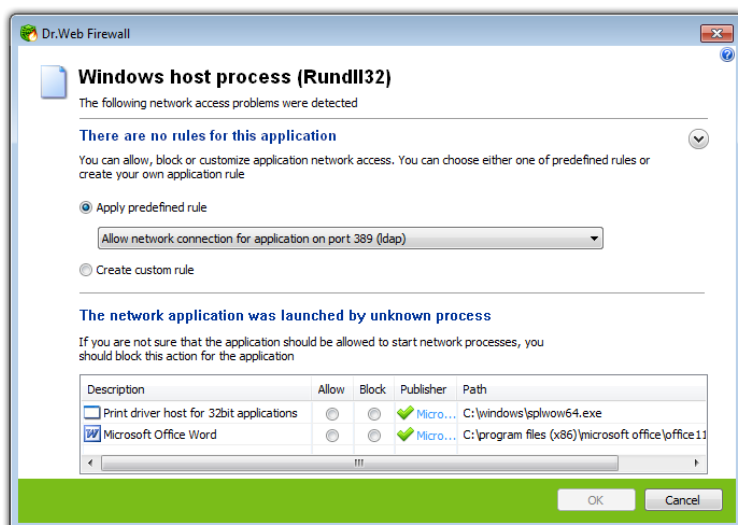 Dr.Web Firewall
Windows host process (Rundll32)
The following network access problems were detected
There are no rules for this application
You can allow, block or customize application network access. You can choose either one of predefined rules or
create your own application rule
Apply predefined rule
Allow network connection for application on port 389 (ldap)
Create custom rule
The network application was launched by unknown process
If you are not sure that the application should be allowed to start network processes, you
should block this action for the application
Description Allow Block Publisher Path
Print driver host for 32bit applications Micro... C:\windows\splwow64.exe
Microsoft Office Word Micro... C:\program files (x86)\microsoft office\office11
OK Cancel